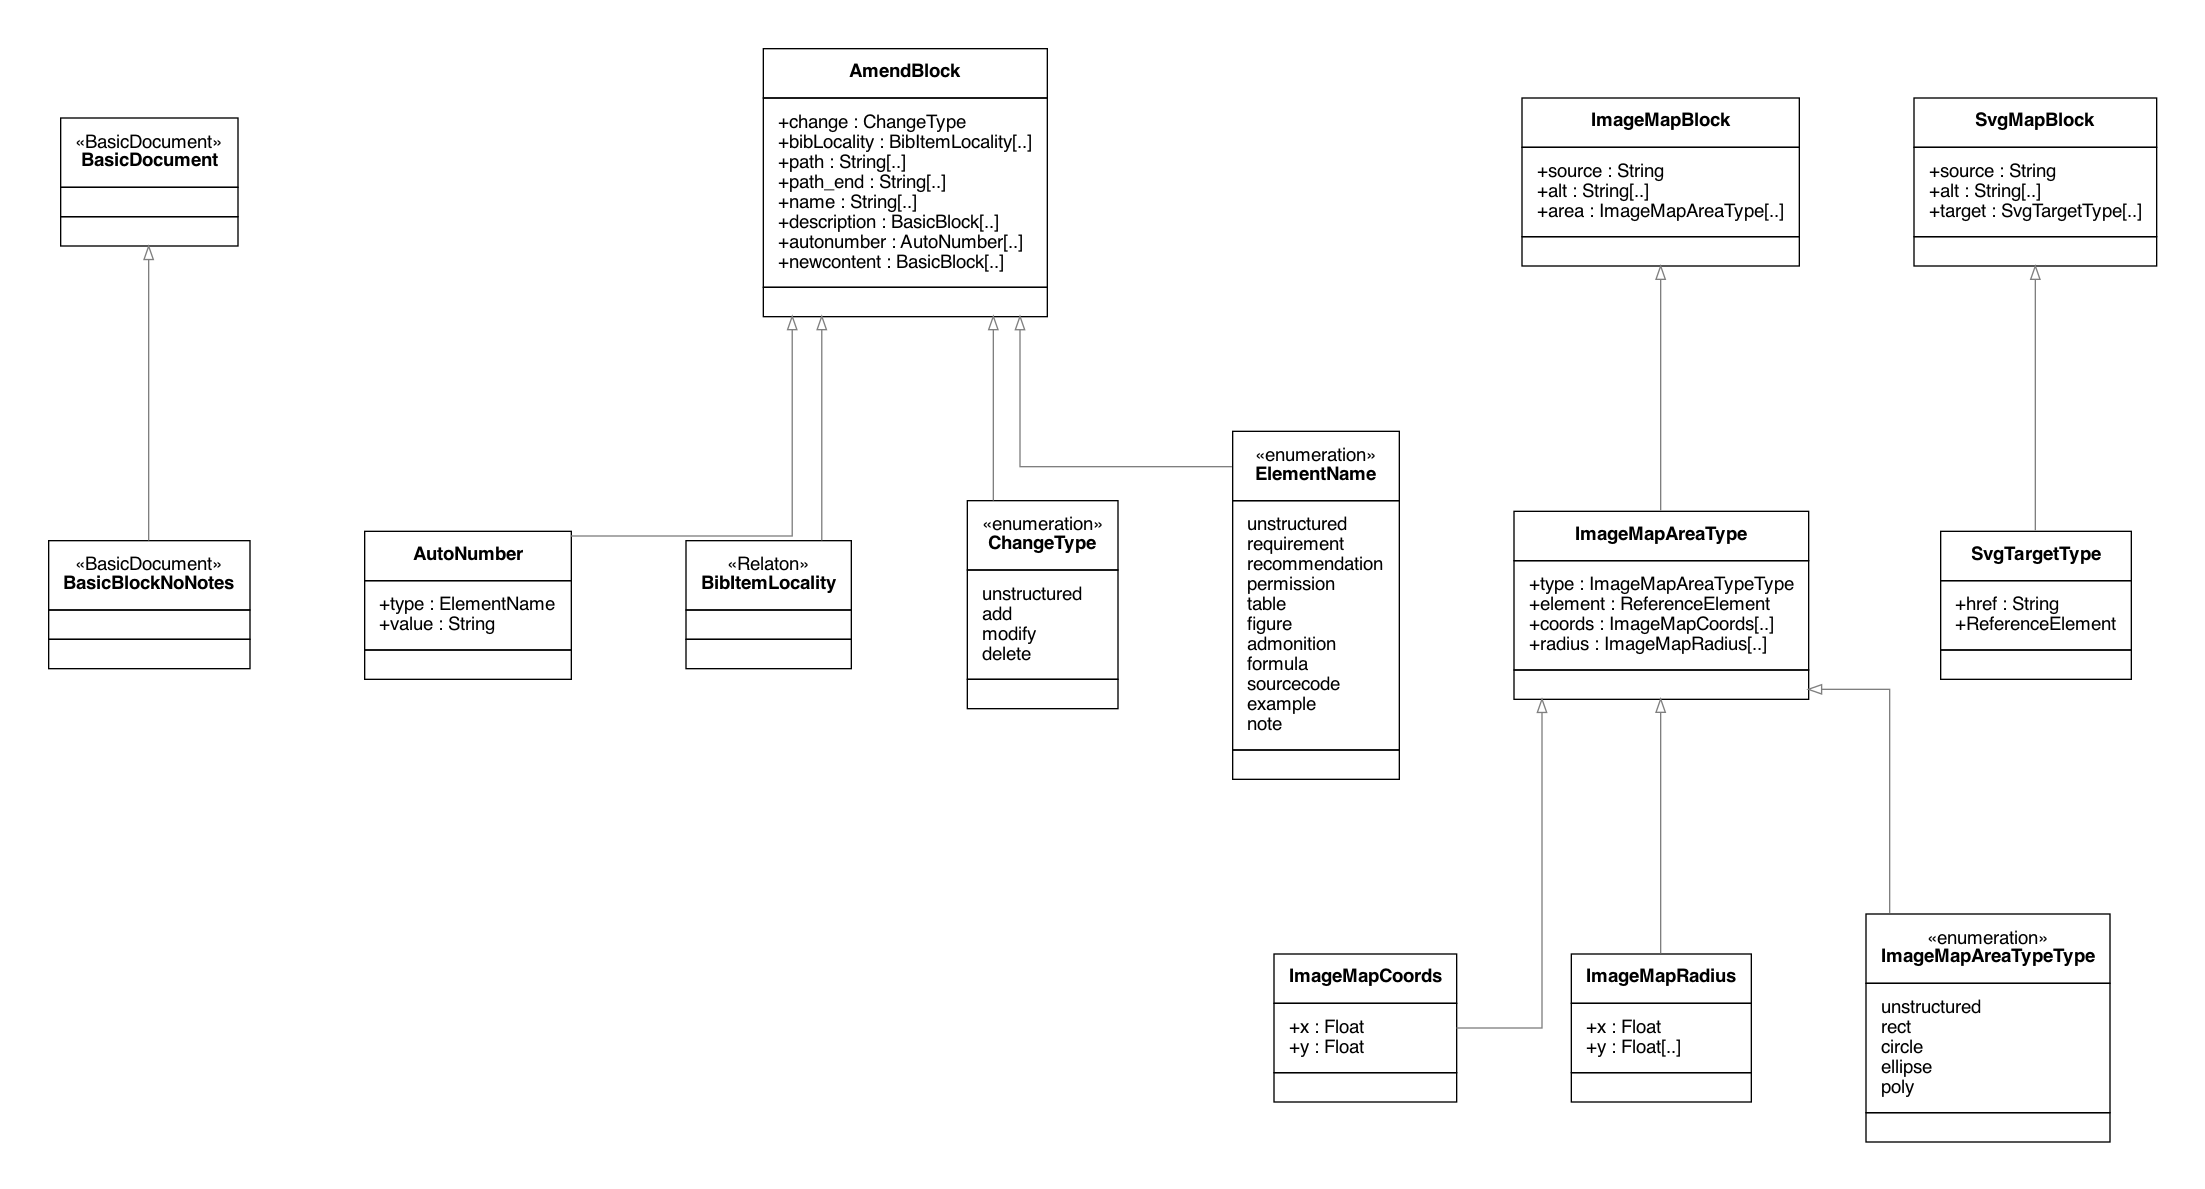 «BasicDocument»
BasicDocument
AmendBlock
+change : ChangeType
+bibLocality : BibItemLocality[..]
+path : String[..]
+path_end : String[..]
+name : String[..]
+description : BasicBlock[..]
+autonumber : AutoNumber[..]
+newcontent : BasicBlock[..]
ImageMapBlock
+source : String
+alt : String[..]
+area : ImageMapAreaType[..]
SvgMapBlock
+source : String
+alt : String[..]
+target : SvgTargetType[..]
«BasicDocument»
BasicBlockNoNotes
AutoNumber
+type : ElementName
+value : String
«Relaton»
BibItemLocality
«enumeration»
ChangeType
unstructured
add
modify
delete
«enumeration»
ElementName
unstructured
requirement
recommendation
permission
table
figure
admonition
formula
sourcecode
example
note
ImageMapAreaType
+type : ImageMapAreaTypeType
+element : ReferenceElement
+coords : ImageMapCoords[..]
+radius : ImageMapRadius[..]
SvgTargetType
+href : String
+ReferenceElement
ImageMapCoords
+x : Float
+y : Float
ImageMapRadius
+x : Float
+y : Float[..]
«enumeration»
ImageMapAreaTypeType
unstructured
rect
circle
ellipse
poly